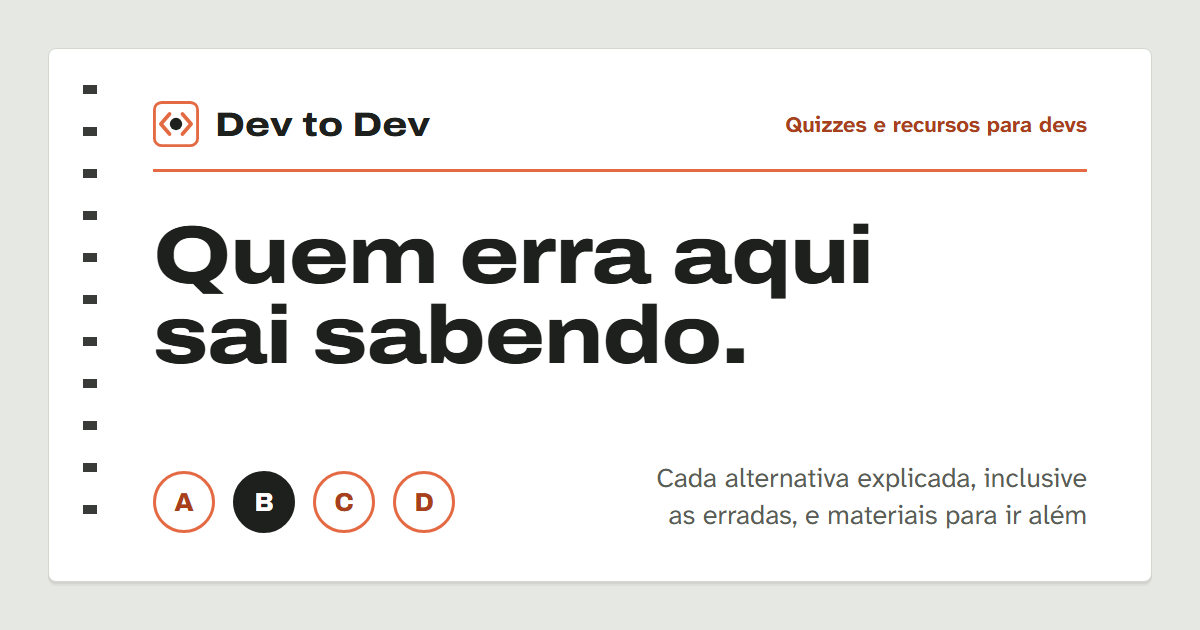 Dev to Dev
Quizzes e recursos para devs
Quem erra aqui
sai sabendo.
A B C D
Cada alternativa explicada, inclusive
as erradas, e materiais para ir além